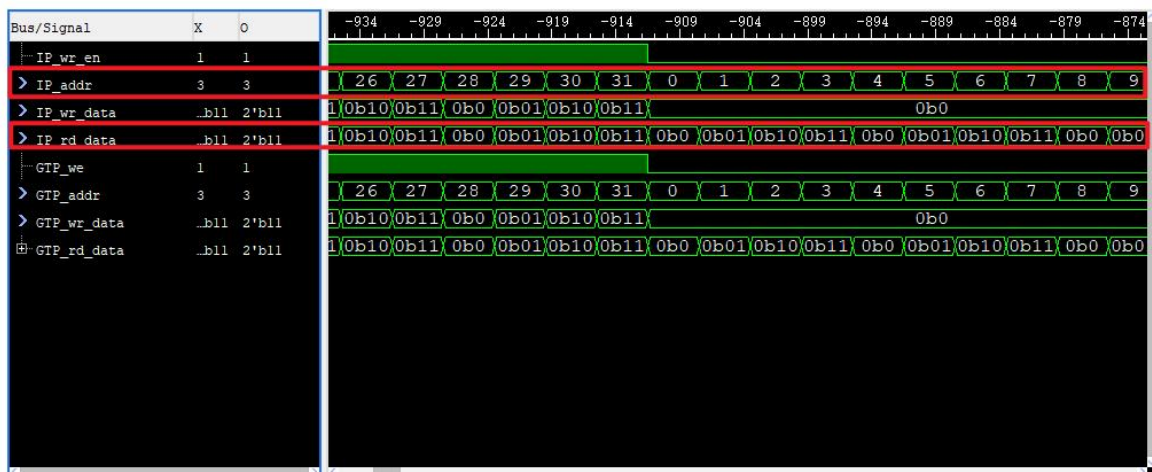 Bus/Signal X O -934 -929 -924 -919 -914 -909 -904 -899 -894 -889 -884 -879 -874
IP_wr_en 1 1
IP_addr 3 3 26 27 28 29 30 31 0 1 2 3 4 5 6 7 8 9
IP_wr_data …b11 2'b11 1 0b10 0b11 0b0 0b01 0b10 0b11 0b0
IP_rd_data …b11 2'b11 1 0b10 0b11 0b0 0b01 0b10 0b11 0b0 0b01 0b10 0b11 0b0 0b01 0b10 0b11 0b0 0b0
GTP_we 1 1
GTP_addr 3 3 26 27 28 29 30 31 0 1 2 3 4 5 6 7 8 9
GTP_wr_data …b11 2'b11 1 0b10 0b11 0b0 0b01 0b10 0b11 0b0
GTP_rd_data …b11 2'b11 1 0b10 0b11 0b0 0b01 0b10 0b11 0b0 0b01 0b10 0b11 0b0 0b01 0b10 0b11 0b0 0b0